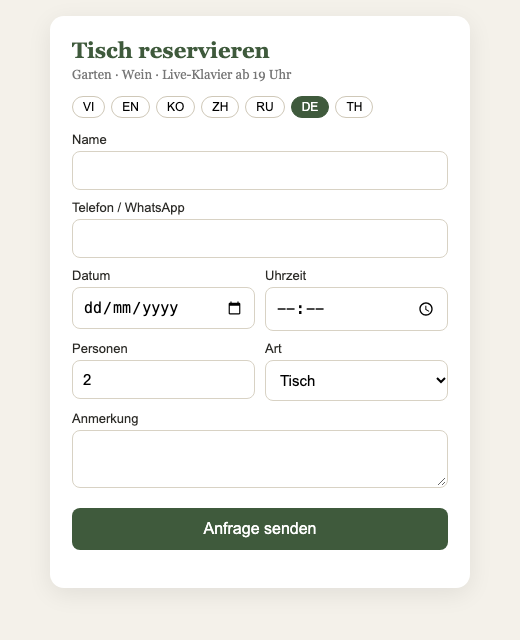 Tisch reservieren
Garten · Wein · Live-Klavier ab 19 Uhr
VI EN KO ZH RU DE TH
Name
Telefon / WhatsApp
Datum Uhrzeit
dd/mm/yyyy --:--
Personen Art
2 Tisch
Anmerkung
Anfrage senden